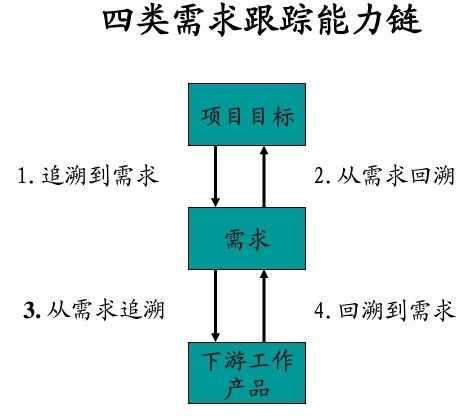 四类需求跟踪能力链
项目目标
1.追溯到需求
2.从需求回溯
需求
3.从需求追溯
4.回溯到需求
下游工作
产品